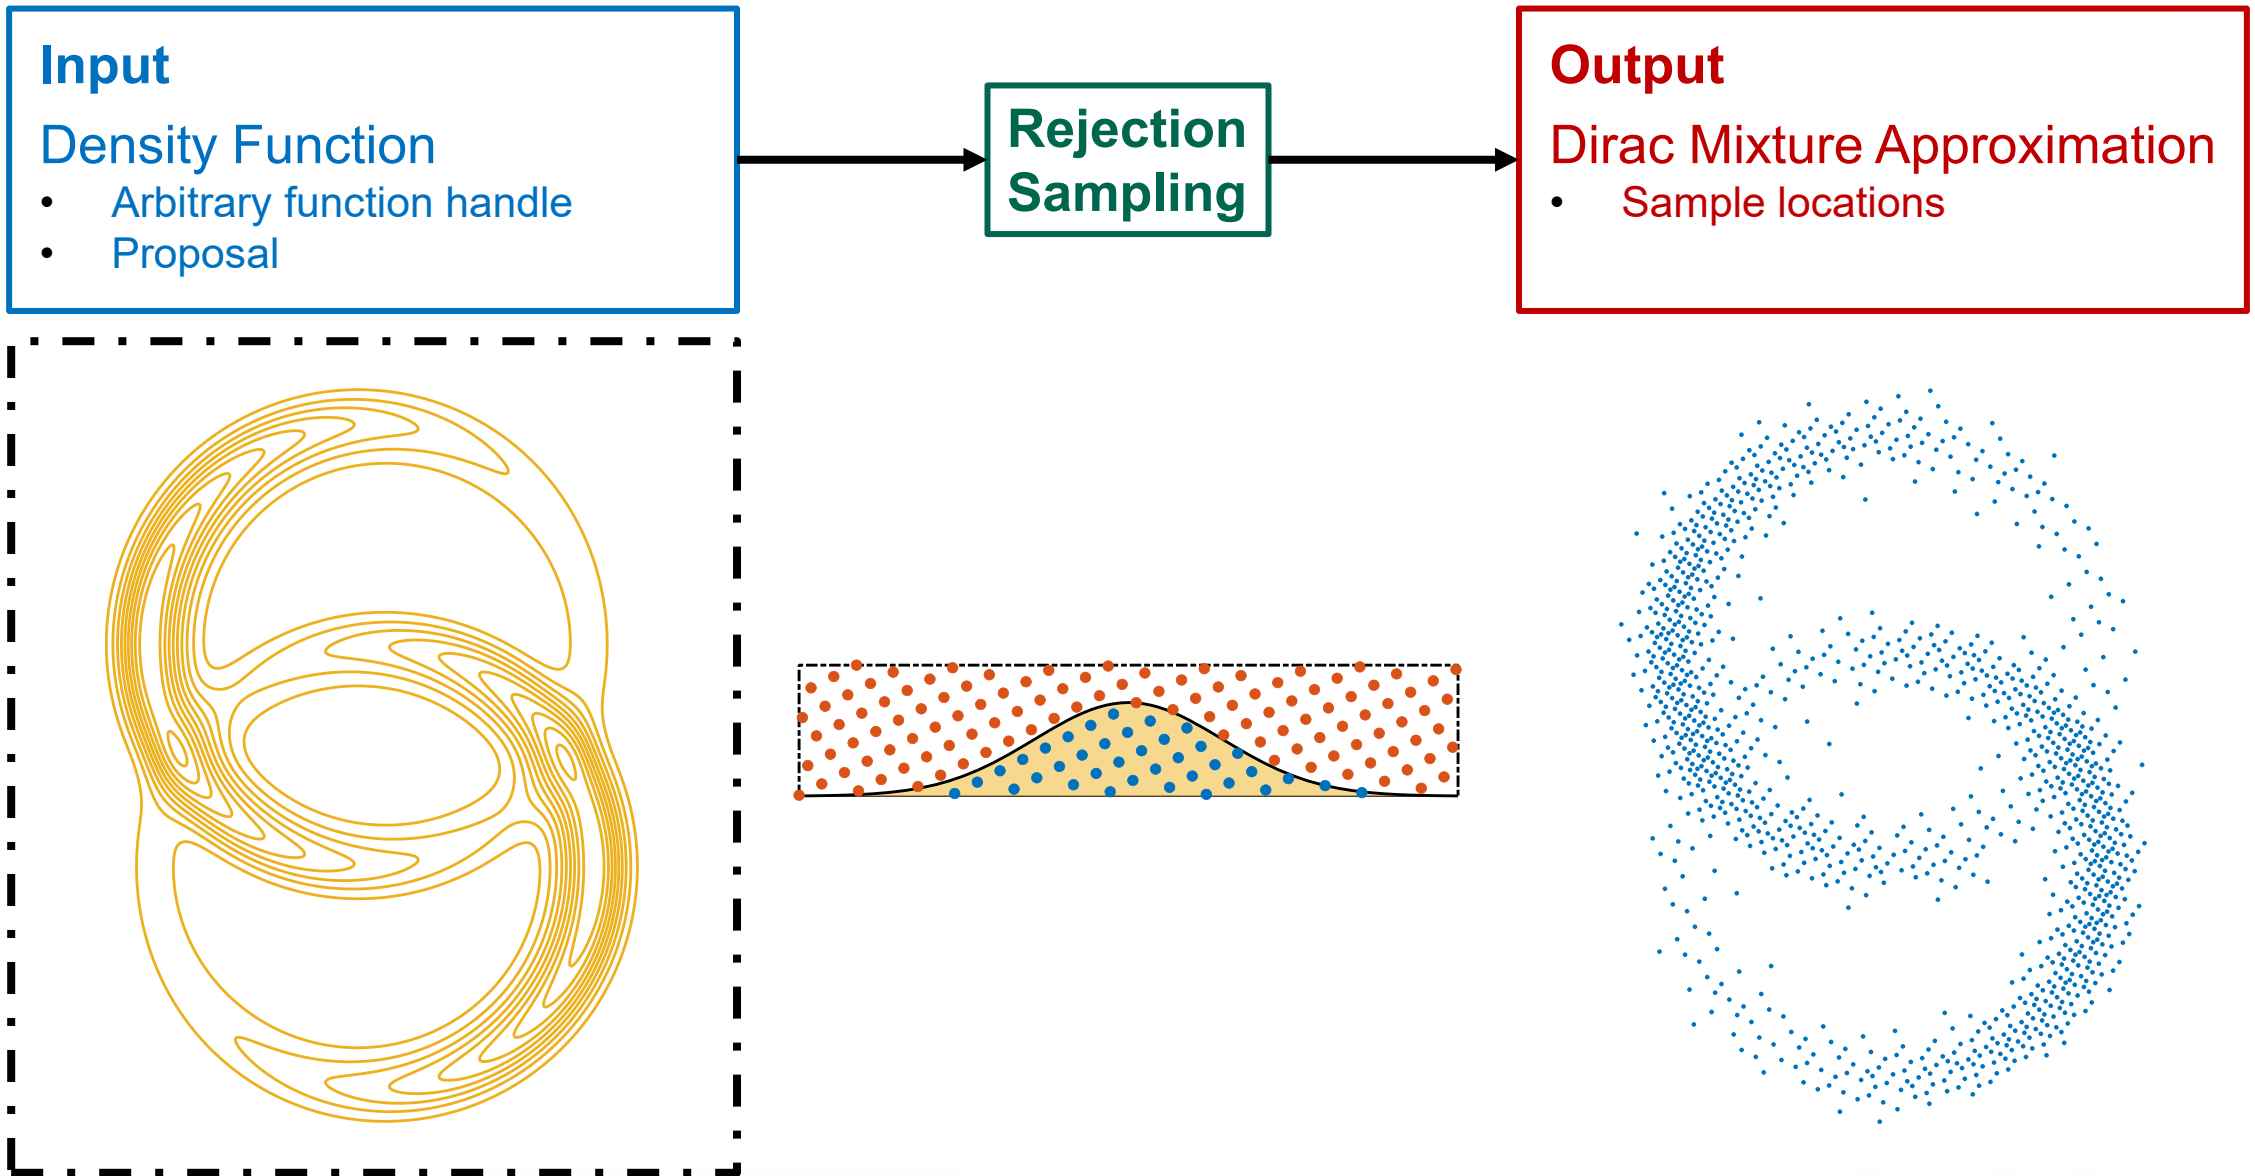 Input
Density Function
• Arbitrary function handle
• Proposal
Rejection
Sampling
Output
Dirac Mixture Approximation
• Sample locations